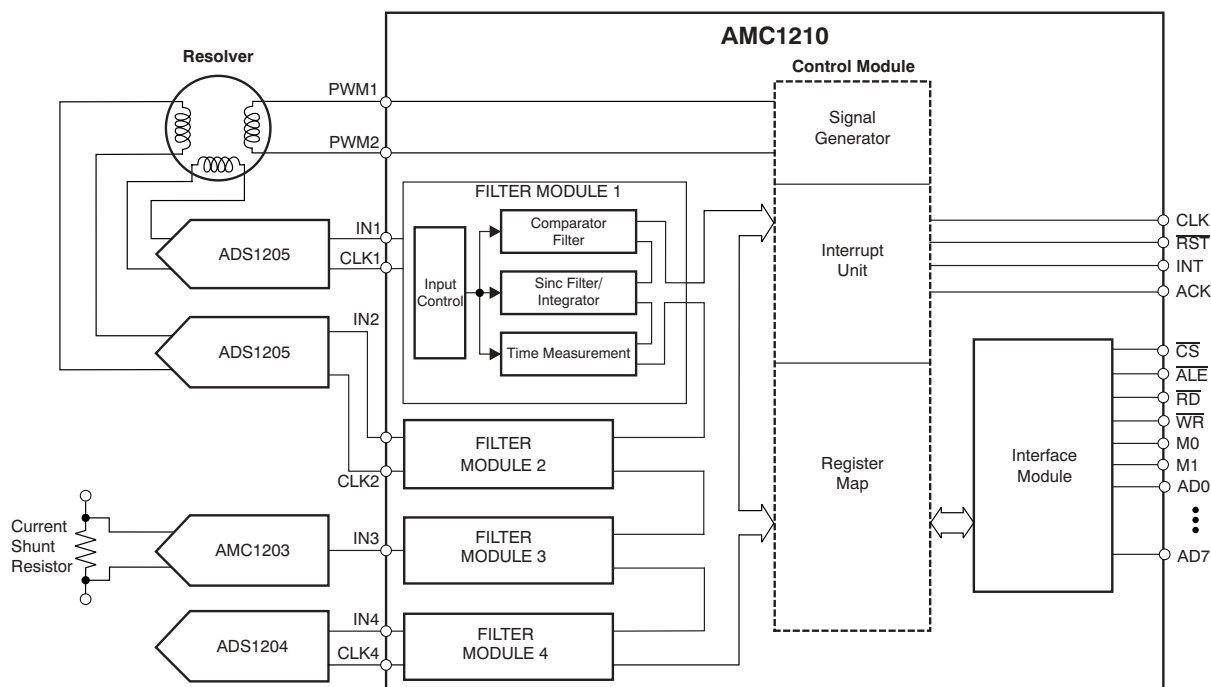 AMC1210
Resolver
Control Module
PWM1
Signal
Generator
PWM2
FILTER MODULE 1
IN1
Comparator
Filter
CLK
ADS1205
RST
CLK1
Input
Control
Sinc Filter/
Integrator
Interrupt
Unit
INT
ACK
IN2
ADS1205
Time Measurement
CS
ALE
RD
WR
FILTER
MODULE 2
CLK2
Register
Map
Interface
Module
M0
M1
AD0
Current
Shunt
Resistor
AMC1203
IN3
FILTER
MODULE 3
AD7
IN4
ADS1204
CLK4
FILTER
MODULE 4